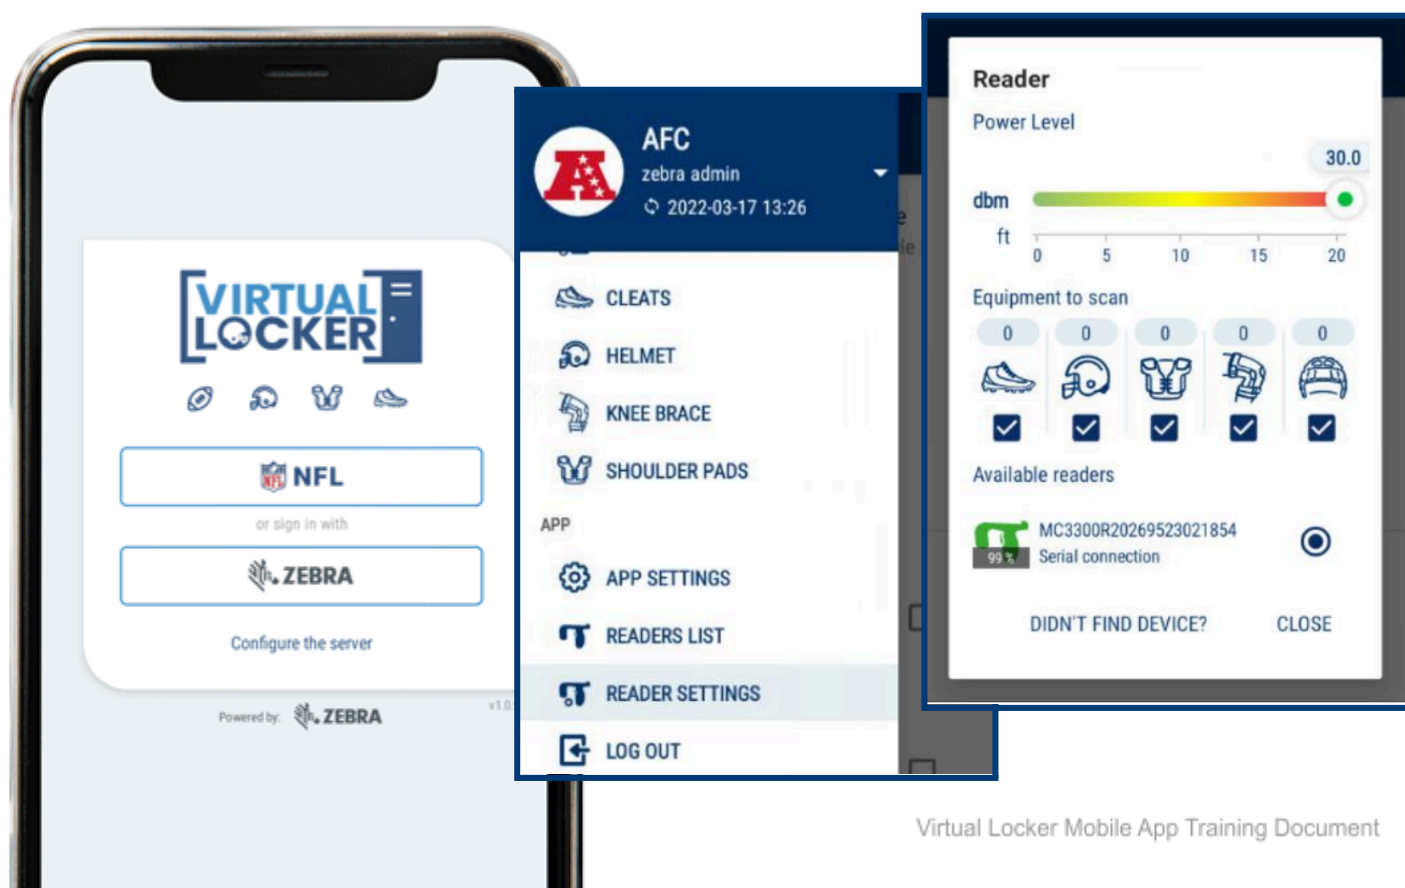 VIRTUAL
LOCKER
NFL
NFL
or sign in with
ZEBRA
Configure the server
Powered by: ZEBRA
v1.0
AFC
zebra admin
2022-03-17 13:26
CLEATS
HELMET
KNEE BRACE
SHOULDER PADS
APP
APP SETTINGS
READERS LIST
READER SETTINGS
LOG OUT
Reader
Power Level
30.0
dbm
ft
0 5 10 15 20
Equipment to scan
0 0 0 0 0
Available readers
MC3300R20269523021854
99 %
Serial connection
DIDN'T FIND DEVICE? CLOSE
Virtual Locker Mobile App Training Document